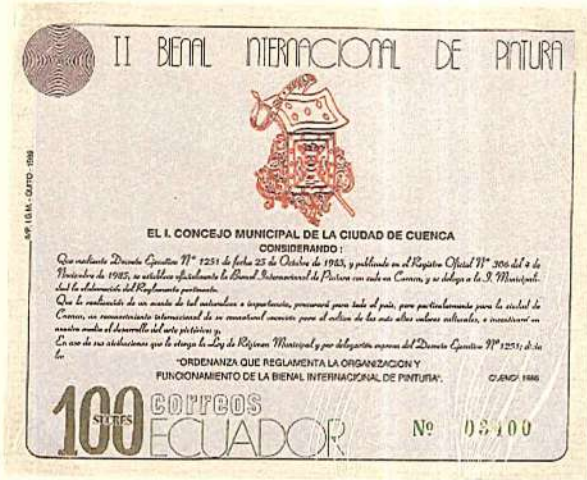 II BIENAL INTERNACIONAL DE PINTURA
IMP. I.G.M. - QUITO - 1989
EL I. CONCEJO MUNICIPAL DE LA CIUDAD DE CUENCA
CONSIDERANDO :
Que mediante Decreto Ejecutivo Nº 1251 de fecha 25 de Octubre de 1985, y publicado en el Registro Oficial Nº 306 del 4 de
Noviembre de 1985, se establece oficialmente la Bienal Internacional de Pintura con sede en Cuenca, y se delega a la I. Municipali-
dad la elaboración del Reglamento pertinente.
Que la realización de un evento de tal naturaleza e importancia, procurará para todo el país, pero particularmente para la ciudad de
Cuenca, un reconocimiento internacional de su vocación para el cultivo de los más altos valores culturales, e incentivará en
nuestro medio el desarrollo del arte pictórico y,
En uso de sus atribuciones que le otorga la Ley de Régimen Municipal y por delegación expresa del Decreto Ejecutivo Nº 1251; dicta
la:
"ORDENANZA QUE REGLAMENTA LA ORGANIZACION Y
FUNCIONAMIENTO DE LA BIENAL INTERNACIONAL DE PINTURA".
CUENCA
100 SUCRES correos
ECUADOR
Nº 03400